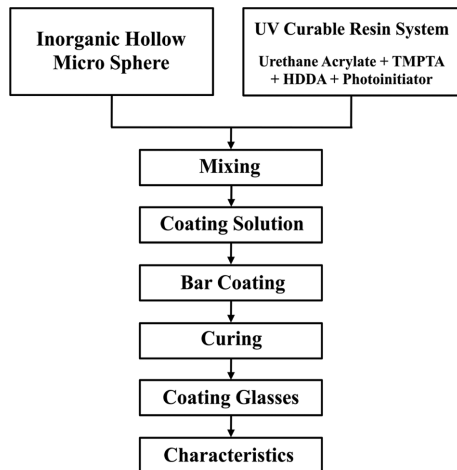 Inorganic Hollow
Micro Sphere
UV Curable Resin System
Urethane Acrylate + TMPTA
+ HDDA + Photoinitiator
Mixing
Coating Solution
Bar Coating
Curing
Coating Glasses
Characteristics